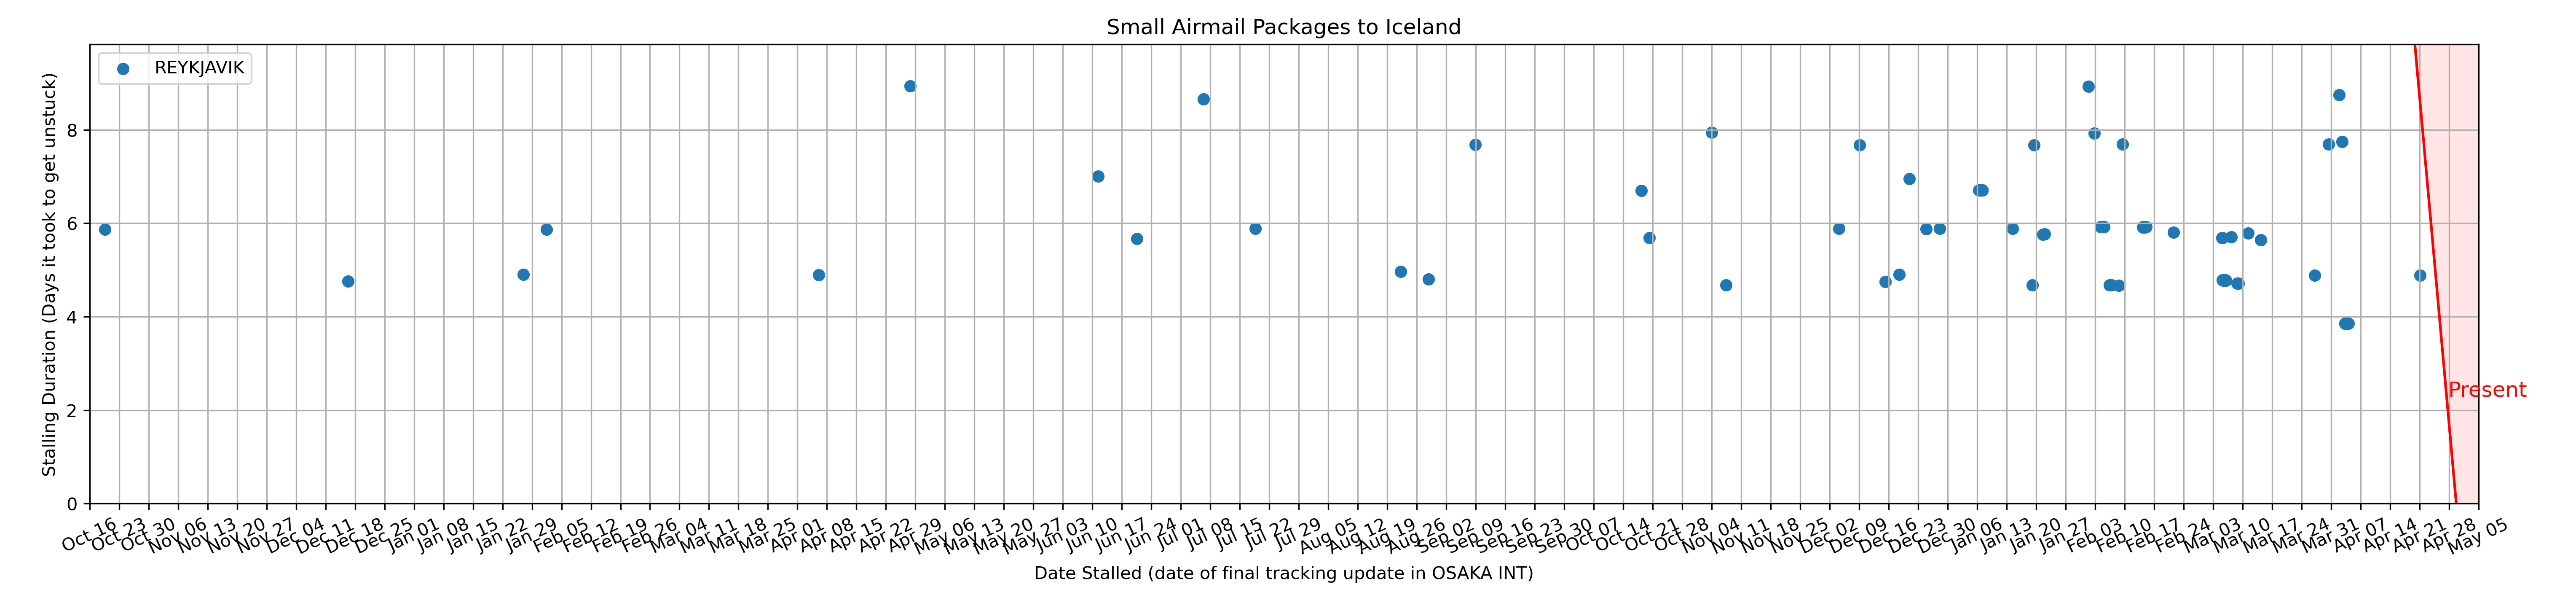 Small Airmail Packages to Iceland
REYKJAVIK
Stalling Duration (Days it took to get unstuck)
8
6
4
2
0
Present
Oct 16
Oct 23
Oct 30
Nov 06
Nov 13
Nov 20
Nov 27
Dec 04
Dec 11
Dec 18
Dec 25
Jan 01
Jan 08
Jan 15
Jan 22
Jan 29
Feb 05
Feb 12
Feb 19
Feb 26
Mar 04
Mar 11
Mar 18
Mar 25
Apr 01
Apr 08
Apr 15
Apr 22
Apr 29
May 06
May 13
May 20
May 27
Jun 03
Jun 10
Jun 17
Jun 24
Jul 01
Jul 08
Jul 15
Jul 22
Jul 29
Aug 05
Aug 12
Aug 19
Aug 26
Sep 02
Sep 09
Sep 16
Sep 23
Sep 30
Oct 07
Oct 14
Oct 21
Oct 28
Nov 04
Nov 11
Nov 18
Nov 25
Dec 02
Dec 09
Dec 16
Dec 23
Dec 30
Jan 06
Jan 13
Jan 20
Jan 27
Feb 03
Feb 10
Feb 17
Feb 24
Mar 03
Mar 10
Mar 17
Mar 24
Mar 31
Apr 07
Apr 14
Apr 21
Apr 28
May 05
Date Stalled (date of final tracking update in OSAKA INT)